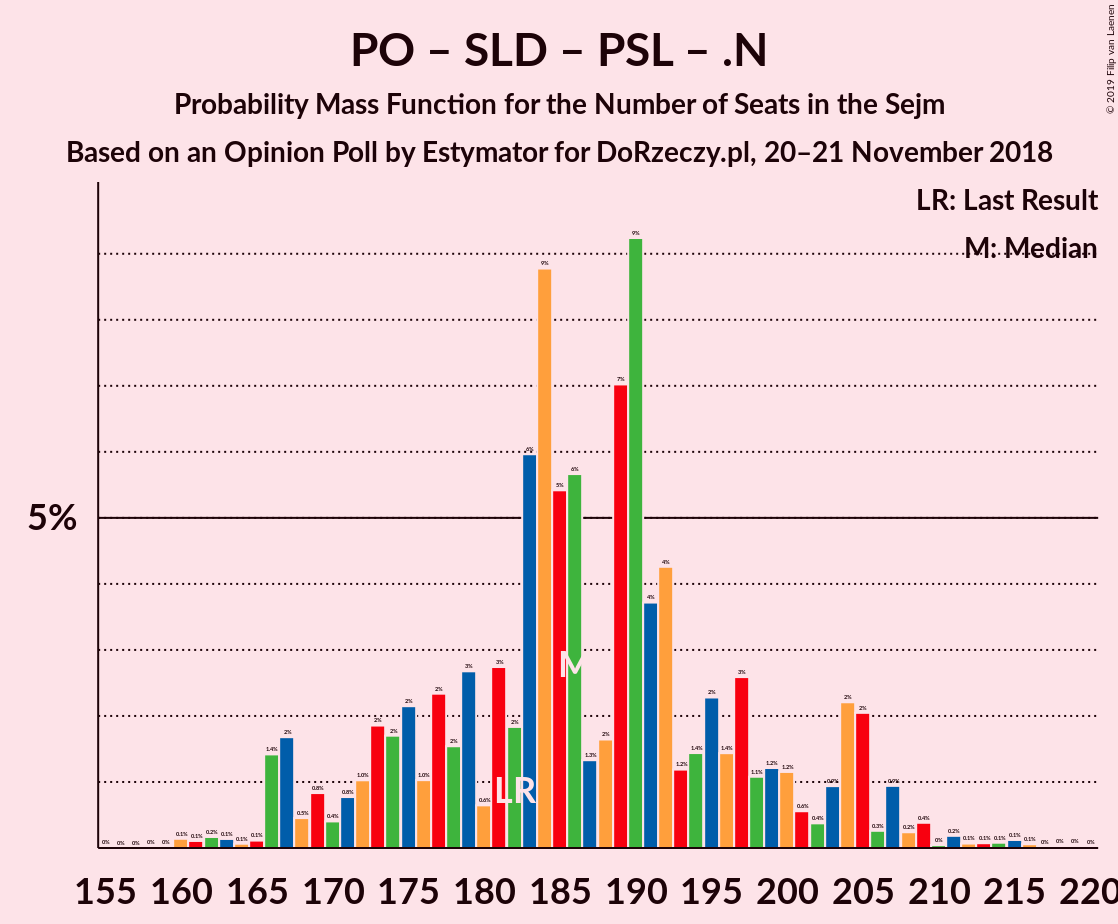 PO – SLD – PSL – .N
Probability Mass Function for the Number of Seats in the Sejm
Based on an Opinion Poll by Estymator for DoRzeczy.pl, 20–21 November 2018
© 2019 Filip van Laenen
LR: Last Result
M: Median
5%
0% 0% 0% 0% 0% 0.1% 0.1% 0.2% 0.1% 0.1% 0.1% 1.4% 2% 0.5% 0.8% 0.4% 0.8% 1.0% 2% 2% 2% 1.0% 2% 2% 3% 0.6% 3% 2% 6% 9% 5% 6% 1.3% 2% 7% 9% 4% 4% 1.2% 1.4% 2% 1.4% 3% 1.1% 1.2% 1.2% 0.6% 0.4% 0.9% 2% 2% 0.3% 0.9% 0.2% 0.4% 0% 0.2% 0.1% 0.1% 0.1% 0.1% 0.1% 0% 0% 0% 0%
M
LR
155 160 165 170 175 180 185 190 195 200 205 210 215 220